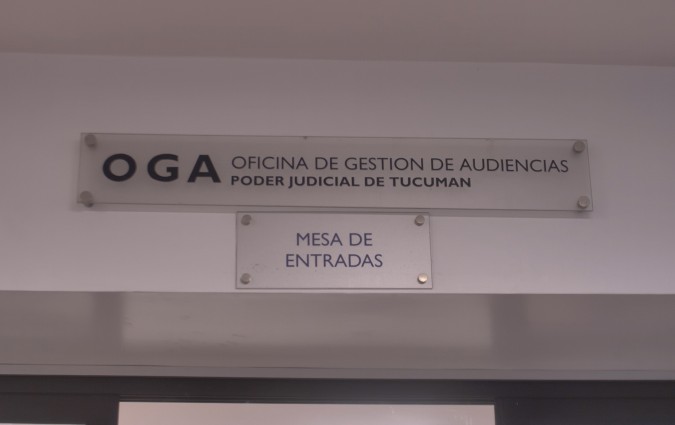 OGA
OFICINA DE GESTION DE AUDIENCIAS
PODER JUDICIAL DE TUCUMAN
MESA DE
ENTRADAS